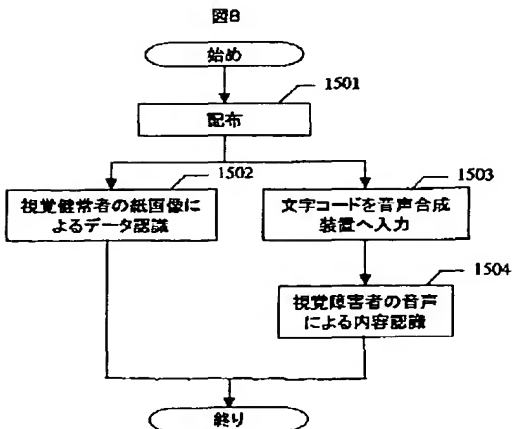 図8
始め
1501
配布
1502
視覚健常者の紙画像に
よるデータ認識
1503
文字コードを音声合成
装置へ入力
1504
視覚障害者の音声
による内容認識
終り